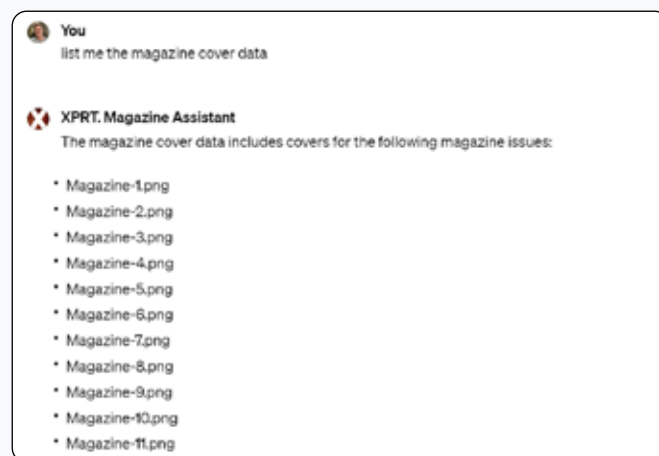 You
list me the magazine cover data
XPRT. Magazine Assistant
The magazine cover data includes covers for the following magazine issues:
• Magazine-1.png
• Magazine-2.png
• Magazine-3.png
• Magazine-4.png
• Magazine-5.png
• Magazine-6.png
• Magazine-7.png
• Magazine-8.png
• Magazine-9.png
• Magazine-10.png
• Magazine-11.png